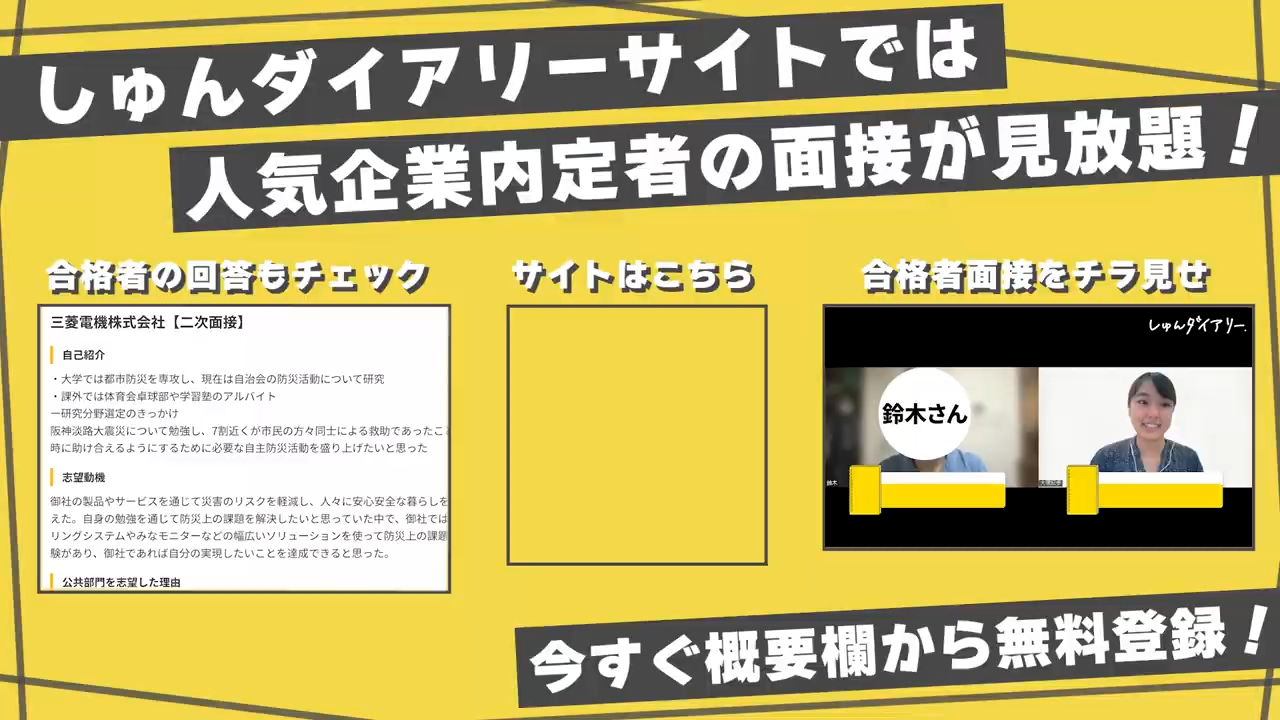 しゅんダイアリーサイトでは
人気企業内定者の面接が見放題！
合格者の回答もチェック
サイトはこちら
合格者面接をチラ見せ
三菱電機株式会社【二次面接】
自己紹介
・大学では都市防災を専攻し、現在は自治会の防災活動について研究
・課外では体育会卓球部や学習塾のアルバイト
ー研究分野選定のきっかけ
阪神淡路大震災について勉強し、7割近くが市民の方々同士による救助であったこ
時に助け合えるようにするために必要な自主防災活動を盛り上げたいと思った
志望動機
御社の製品やサービスを通じて災害のリスクを軽減し、人々に安心安全な暮らしを
えた。自身の勉強を通じて防災上の課題を解決したいと思っていた中で、御社では
リングシステムやみなモニターなどの幅広いソリューションを使って防災上の課題
験があり、御社であれば自分の実現したいことを達成できると思った。
公共部門を志望した理由
しゅんダイアリー.
鈴木さん
鈴木
今すぐ概要欄から無料登録！